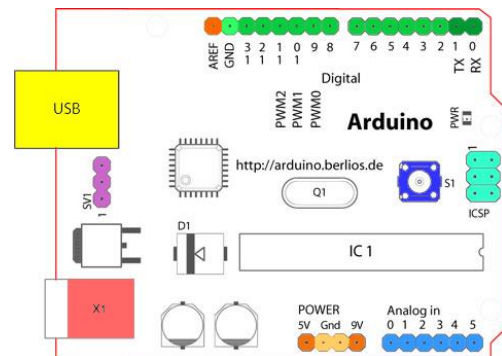 AREF GND 13 12 11 10 9 8 7 6 5 4 3 2 1 0
TX RX
Digital
PWM2 PWM1 PWM0
Arduino
PWR
USB
http://arduino.berlios.de
S1
1
ICSP
SV1
1
Q1
D1
IC 1
X1
POWER
5V Gnd 9V
Analog in
0 1 2 3 4 5